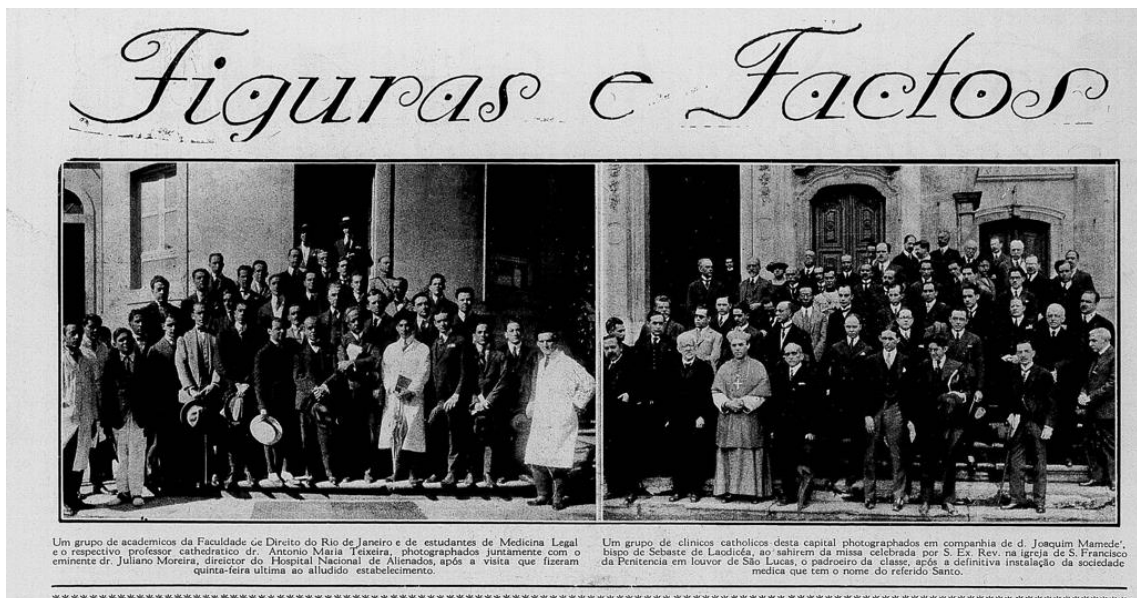 Figuras e Factos
Um grupo de academicos da Faculdade de Direito do Rio de Janeiro e de estudantes de Medicina Legal
e o respectivo professor cathedratico dr. Antonio Maria Teixeira, photographados juntamente com o
eminente dr. Juliano Moreira, direictor do Hospital Nacional de Alienados, após a visita que fizeram
quinta-feira ultima ao alludido estabelecimento.
Um grupo de clinicos catholicos desta capital photographados em companhia de d. Joaquim Mamede,
bispo de Sebaste de Laodicéa, ao sahirem da missa celebrada por S. Ex. Rev. na igreja de S. Francisco
da Penitencia em louvor de São Lucas, o padroeiro da classe, após a definitiva instalação da sociedade
medica que tem o nome do referido Santo.